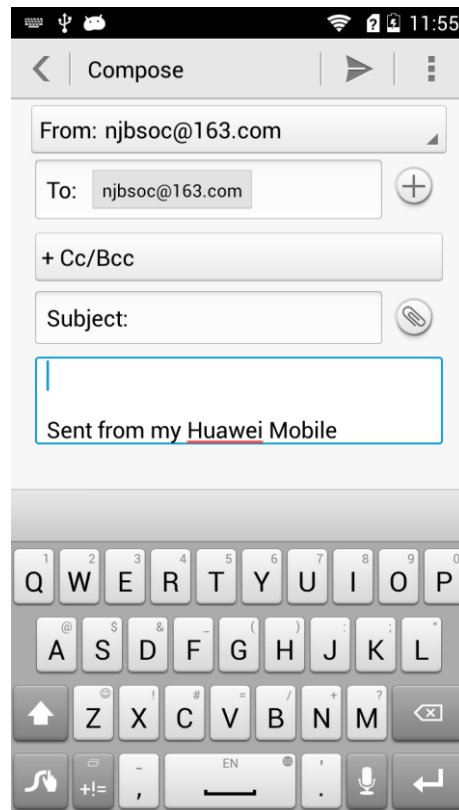 11:55
Compose
From: njbsoc@163.com
To: njbsoc@163.com
+ Cc/Bcc
Subject:
Sent from my Huawei Mobile
1 2 3 4 5 6 7 8 9 0
Q W E R T Y U I O P
@ $ & _ ( ) : ; "
A S D F G H J K L
! # = / + ?
Z X C V B N M
EN
+!= , .